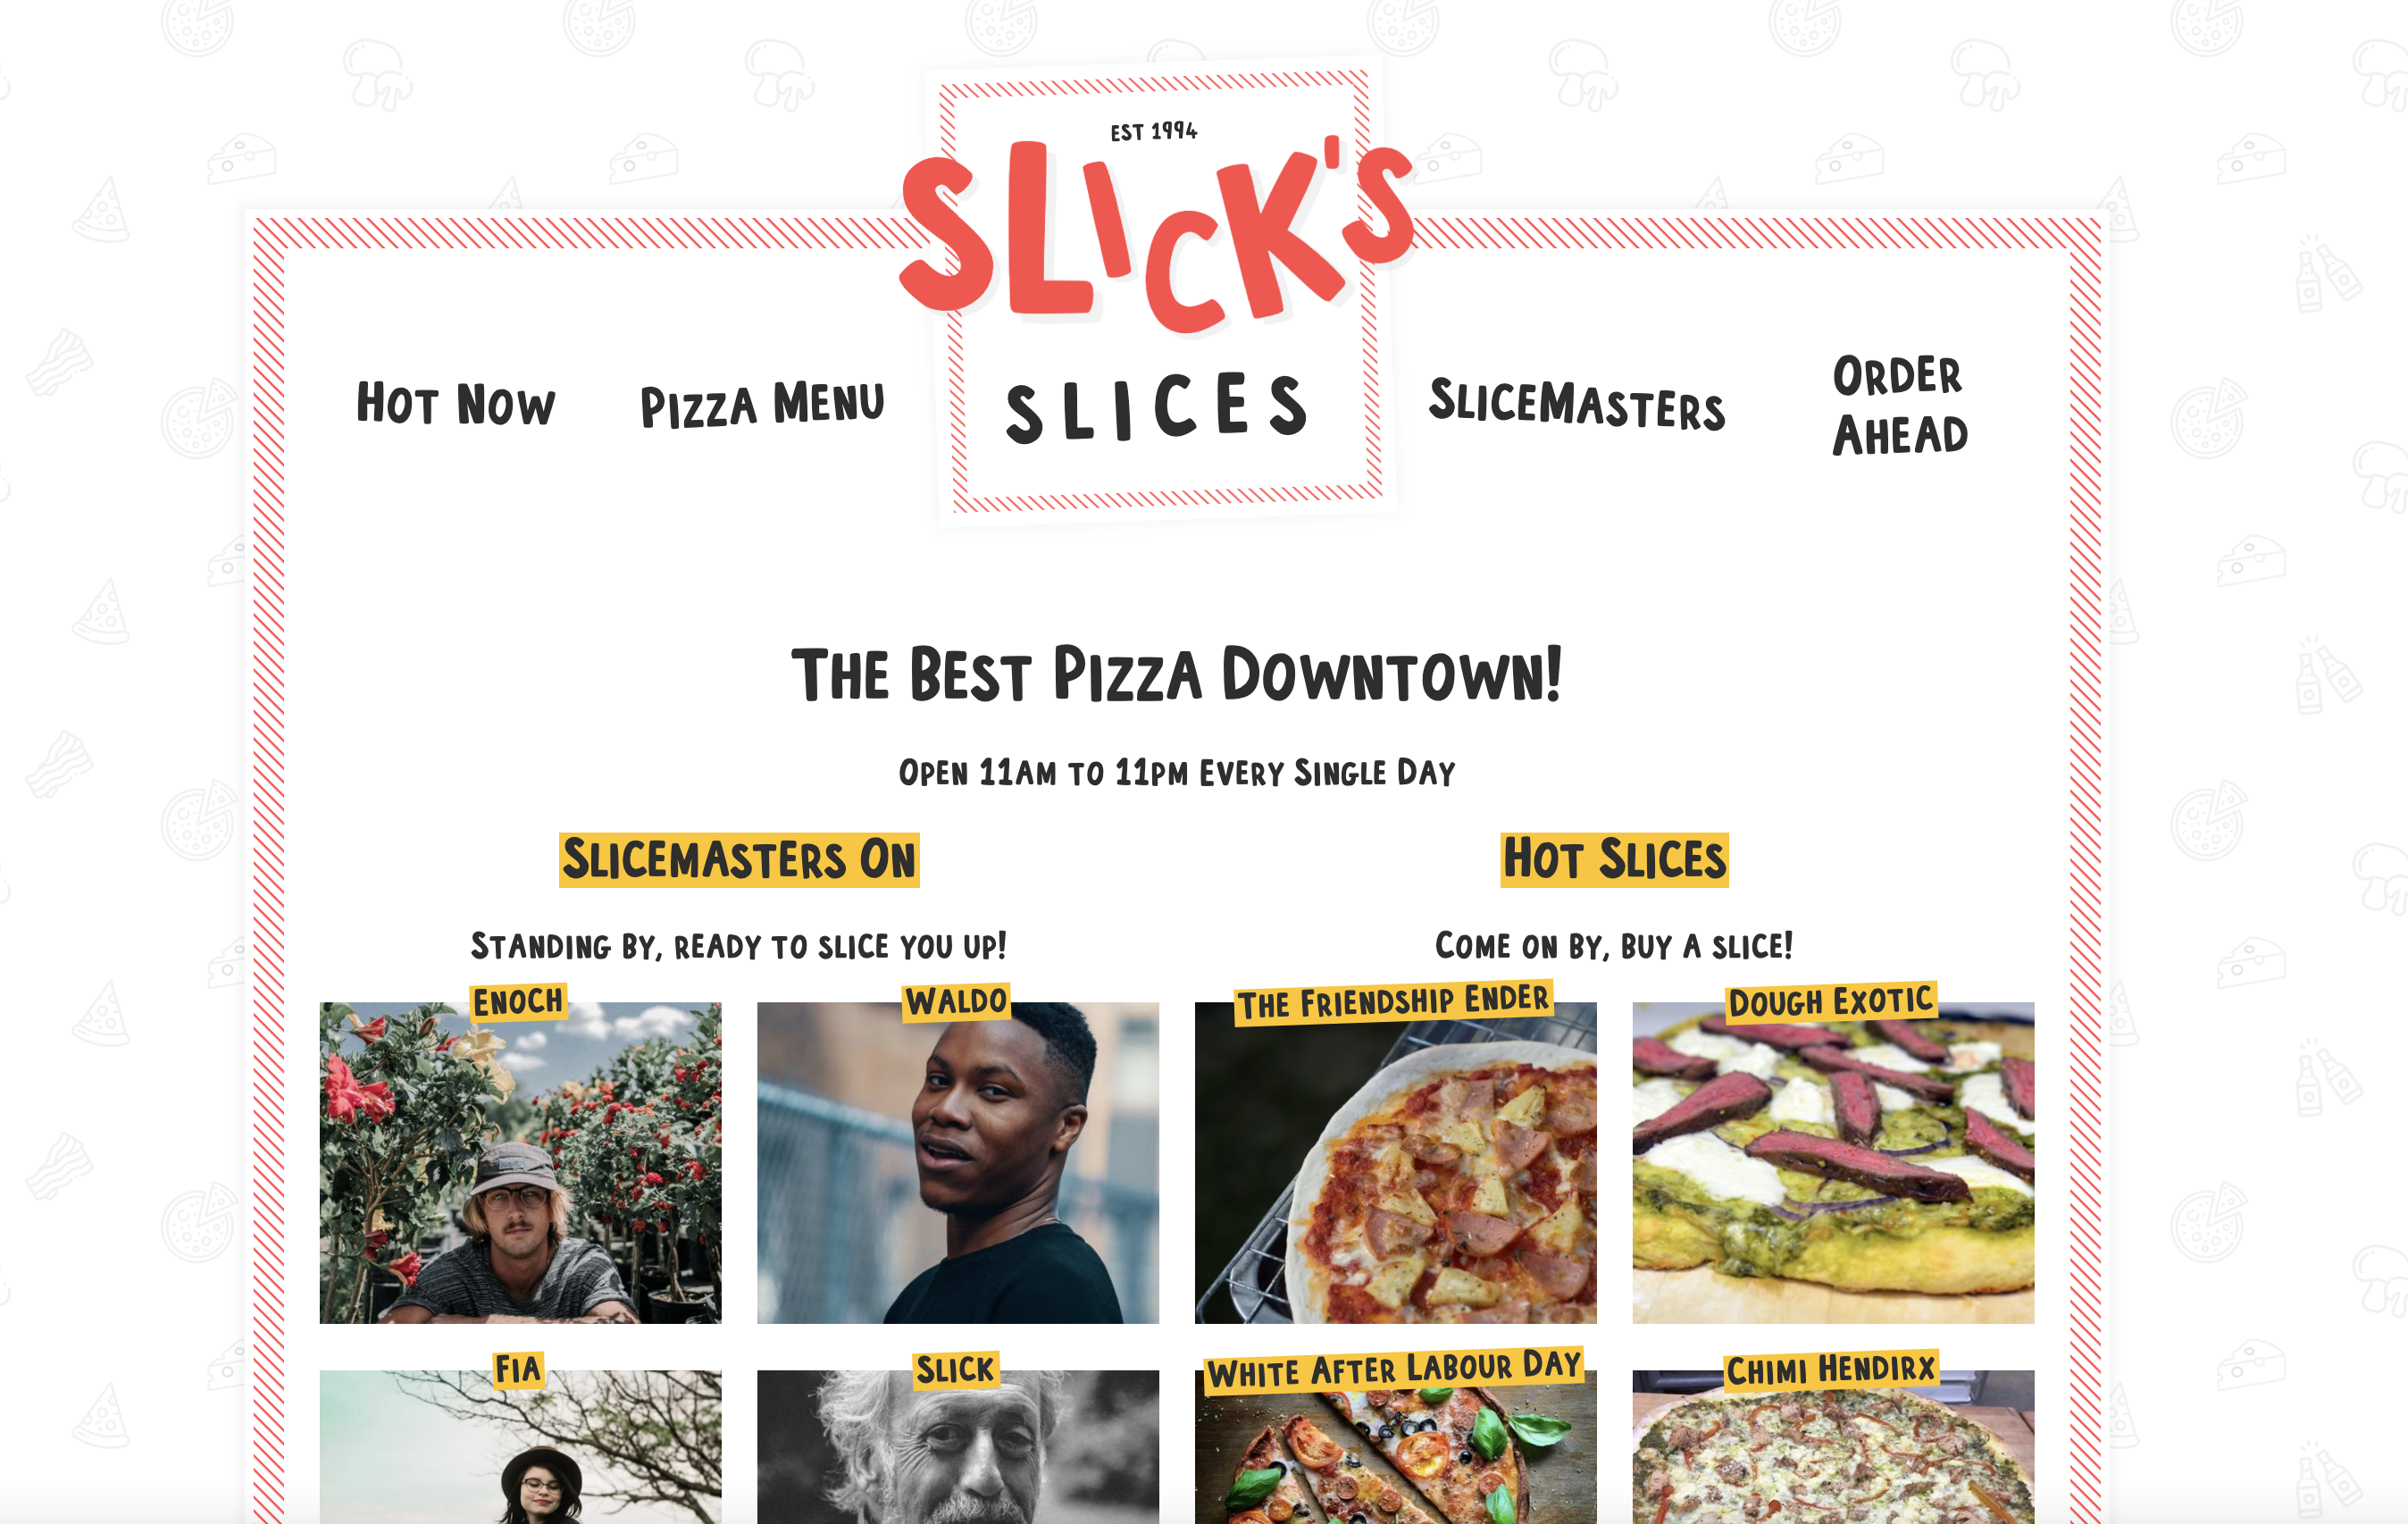 EST 1994
SLICK'S
SLICES
HOT NOW
PIZZA MENU
SLICEMASTERS
ORDER
AHEAD
THE BEST PIZZA DOWNTOWN!
OPEN 11AM TO 11PM EVERY SINGLE DAY
SLICEMASTERS ON
STANDING BY, READY TO SLICE YOU UP!
ENOCH
WALDO
FIA
SLICK
HOT SLICES
COME ON BY, BUY A SLICE!
THE FRIENDSHIP ENDER
DOUGH EXOTIC
WHITE AFTER LABOUR DAY
CHIMI HENDIRX